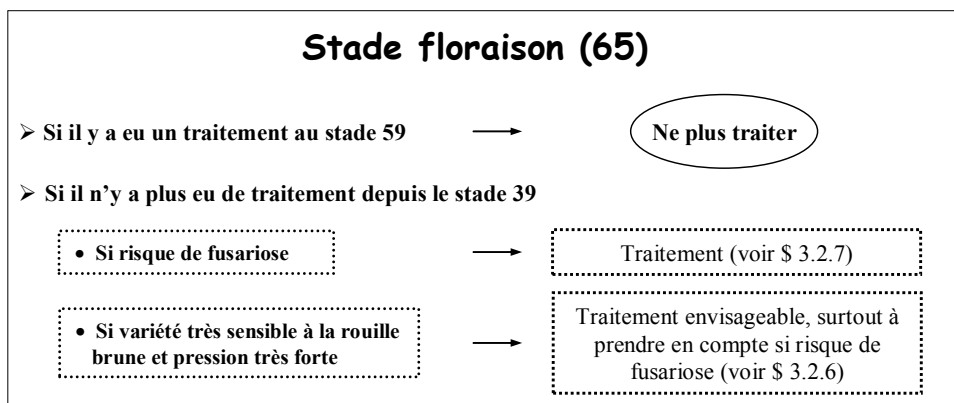 Stade floraison (65)
➢ Si il y a eu un traitement au stade 59
Ne plus traiter
➢ Si il n’y a plus eu de traitement depuis le stade 39
• Si risque de fusariose
Traitement (voir $ 3.2.7)
• Si variété très sensible à la rouille
brune et pression très forte
Traitement envisageable, surtout à
prendre en compte si risque de
fusariose (voir $ 3.2.6)